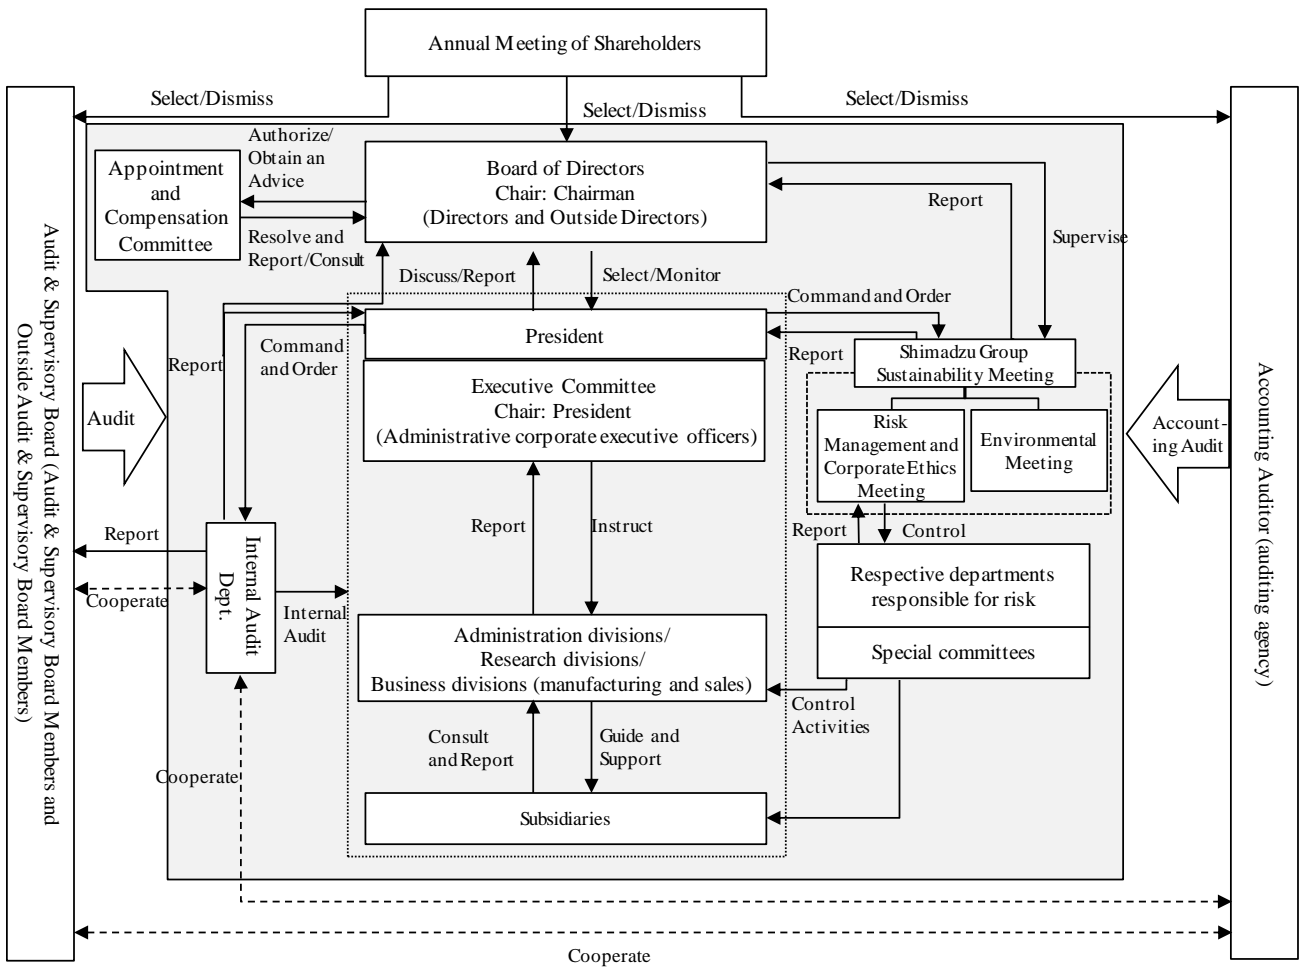 Annual Meeting of Shareholders
Select/Dismiss
Select/Dismiss
Select/Dismiss
Authorize/
Obtain an
Advice
Appointment
and
Compensation
Committee
Board of Directors
Chair: Chairman
(Directors and Outside Directors)
Report
Supervise
Resolve and
Report/Consult
Discuss/Report
Select/Monitor
Command and Order
President
Report
Command
and Order
Report
Shimadzu Group
Sustainability Meeting
Executive Committee
Chair: President
(Administrative corporate executive officers)
Risk
Management and
Corporate Ethics
Meeting
Environmental
Meeting
Audit
Account-
ing Audit
Audit & Supervisory Board (Audit & Supervisory Board Members and
Outside Audit & Supervisory Board Members)
Accounting Auditor (auditing agency)
Report
Cooperate
Internal Audit
Dept.
Internal
Audit
Report
Instruct
Report
Control
Respective departments
responsible for risk
Special committees
Administration divisions/
Research divisions/
Business divisions (manufacturing and sales)
Control
Activities
Consult
and Report
Guide and
Support
Cooperate
Subsidiaries
Cooperate